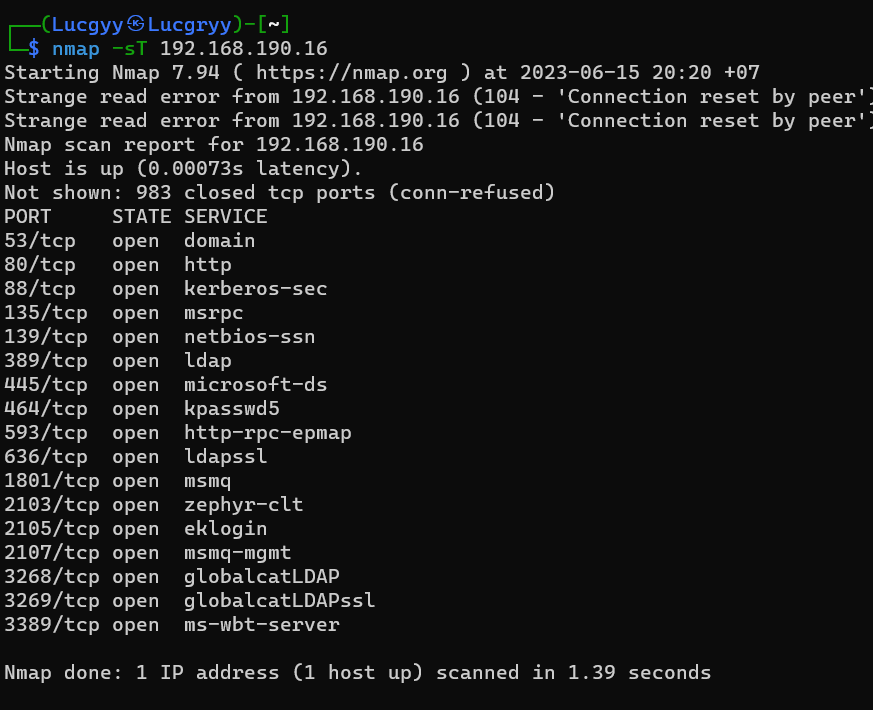 ┌──(Lucgyy㉿Lucgryy)-[~]
└─$ nmap -sT 192.168.190.16
Starting Nmap 7.94 ( https://nmap.org ) at 2023-06-15 20:20 +07
Strange read error from 192.168.190.16 (104 - 'Connection reset by peer')
Strange read error from 192.168.190.16 (104 - 'Connection reset by peer')
Nmap scan report for 192.168.190.16
Host is up (0.00073s latency).
Not shown: 983 closed tcp ports (conn-refused)
PORT     STATE SERVICE
53/tcp   open  domain
80/tcp   open  http
88/tcp   open  kerberos-sec
135/tcp  open  msrpc
139/tcp  open  netbios-ssn
389/tcp  open  ldap
445/tcp  open  microsoft-ds
464/tcp  open  kpasswd5
593/tcp  open  http-rpc-epmap
636/tcp  open  ldapssl
1801/tcp open  msmq
2103/tcp open  zephyr-clt
2105/tcp open  eklogin
2107/tcp open  msmq-mgmt
3268/tcp open  globalcatLDAP
3269/tcp open  globalcatLDAPssl
3389/tcp open  ms-wbt-server
Nmap done: 1 IP address (1 host up) scanned in 1.39 seconds